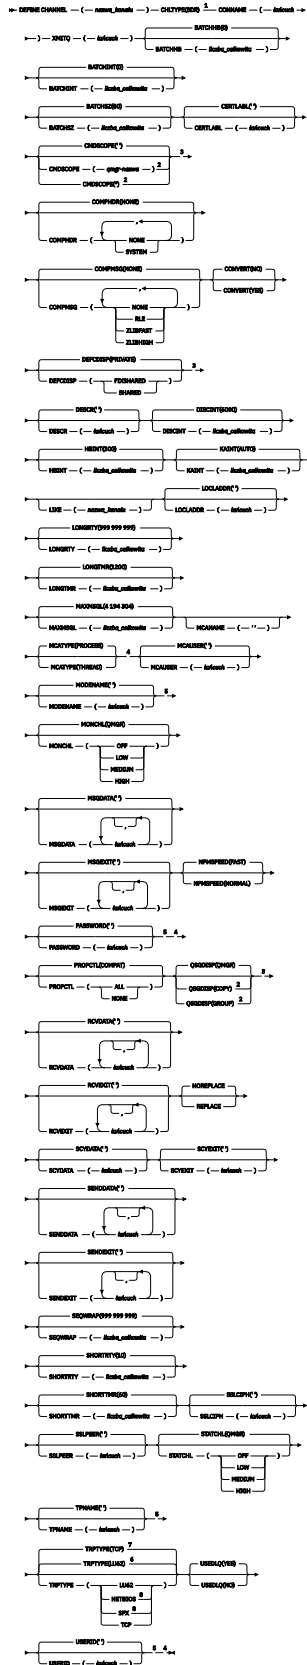 DEFINE CHANNEL ( nazwa_kanału ) CHLTYPE(SDR) 1 CONNAME ( łańcuch
) XMITQ ( łańcuch )
BATCHHB(0)
BATCHHB ( liczba_całkowita )
BATCHINT(0)
BATCHINT ( liczba_całkowita )
BATCHSZ(50) CERTLABL(' ')
BATCHSZ ( liczba_całkowita ) CERTLABL ( łańcuch )
CMDSCOPE(' ') 3
CMDSCOPE ( qmgr-nazwa ) 2
CMDSCOPE(*) 2
COMPHDR(NONE)
,
COMPHDR ( NONE )
SYSTEM
COMPMSG(NONE) CONVERT(NO)
, CONVERT(YES)
COMPMSG ( NONE )
RLE
ZLIBFAST
ZLIBHIGH
DEFCDISP(PRIVATE) 3
DEFCDISP ( FIXSHARED )
SHARED
DESCR(' ') DISCINT(6000)
DESCR ( łańcuch ) DISCINT ( liczba_całkowita )
HBINT(300) KAINT(AUTO)
HBINT ( liczba_całkowita ) KAINT ( liczba_całkowita )
LOCLADDR(' ')
LIKE ( nazwa_kanału ) LOCLADDR ( łańcuch )
LONGRTY(999 999 999)
LONGRTY ( liczba_całkowita )
LONGTMR(1200)
LONGTMR ( liczba_całkowita )
MAXMSGL(4 194 304)
MAXMSGL ( liczba_całkowita ) MCANAME ( ' ' )
MCATYPE(PROCESS) 4 MCAUSER(' ')
MCATYPE(THREAD) MCAUSER ( łańcuch )
MODENAME(' ') 5
MODENAME ( łańcuch )
MONCHL(QMGR)
MONCHL ( OFF )
LOW
MEDIUM
HIGH
MSGDATA(' ')
,
MSGDATA ( łańcuch )
MSGEXIT(' ') NPMSPEED(FAST)
, NPMSPEED(NORMAL)
MSGEXIT ( łańcuch )
PASSWORD(' ') 5 4
PASSWORD ( łańcuch )
PROPCTL(COMPAT) QSGDISP(QMGR) 3
PROPCTL ( ALL ) QSGDISP(COPY) 2
NONE QSGDISP(GROUP) 2
RCVDATA(' ')
,
RCVDATA ( łańcuch )
RCVEXIT(' ') NOREPLACE
, REPLACE
RCVEXIT ( łańcuch )
SCYDATA(' ') SCYEXIT(' ')
SCYDATA ( łańcuch ) SCYEXIT ( łańcuch )
SENDDATA(' ')
,
SENDDATA ( łańcuch )
SENDEXIT(' ')
,
SENDEXIT ( łańcuch )
SEQWRAP(999 999 999)
SEQWRAP ( liczba_całkowita )
SHORTRTY(10)
SHORTRTY ( liczba_całkowita )
SHORTTMR(60) SSLCIPH(' ')
SHORTTMR ( liczba_całkowita ) SSLCIPH ( łańcuch )
SSLPEER(' ') STATCHL(QMGR)
SSLPEER ( łańcuch ) STATCHL ( OFF )
LOW
MEDIUM
HIGH
TPNAME(' ') 5
TPNAME ( łańcuch )
TRPTYPE(TCP) 7
TRPTYPE(LU62) 6 USEDLQ(YES)
TRPTYPE ( LU62 ) USEDLQ(NO)
NETBIOS 8
SPX 8
TCP
USERID(' ') 5 4
USERID ( łańcuch )